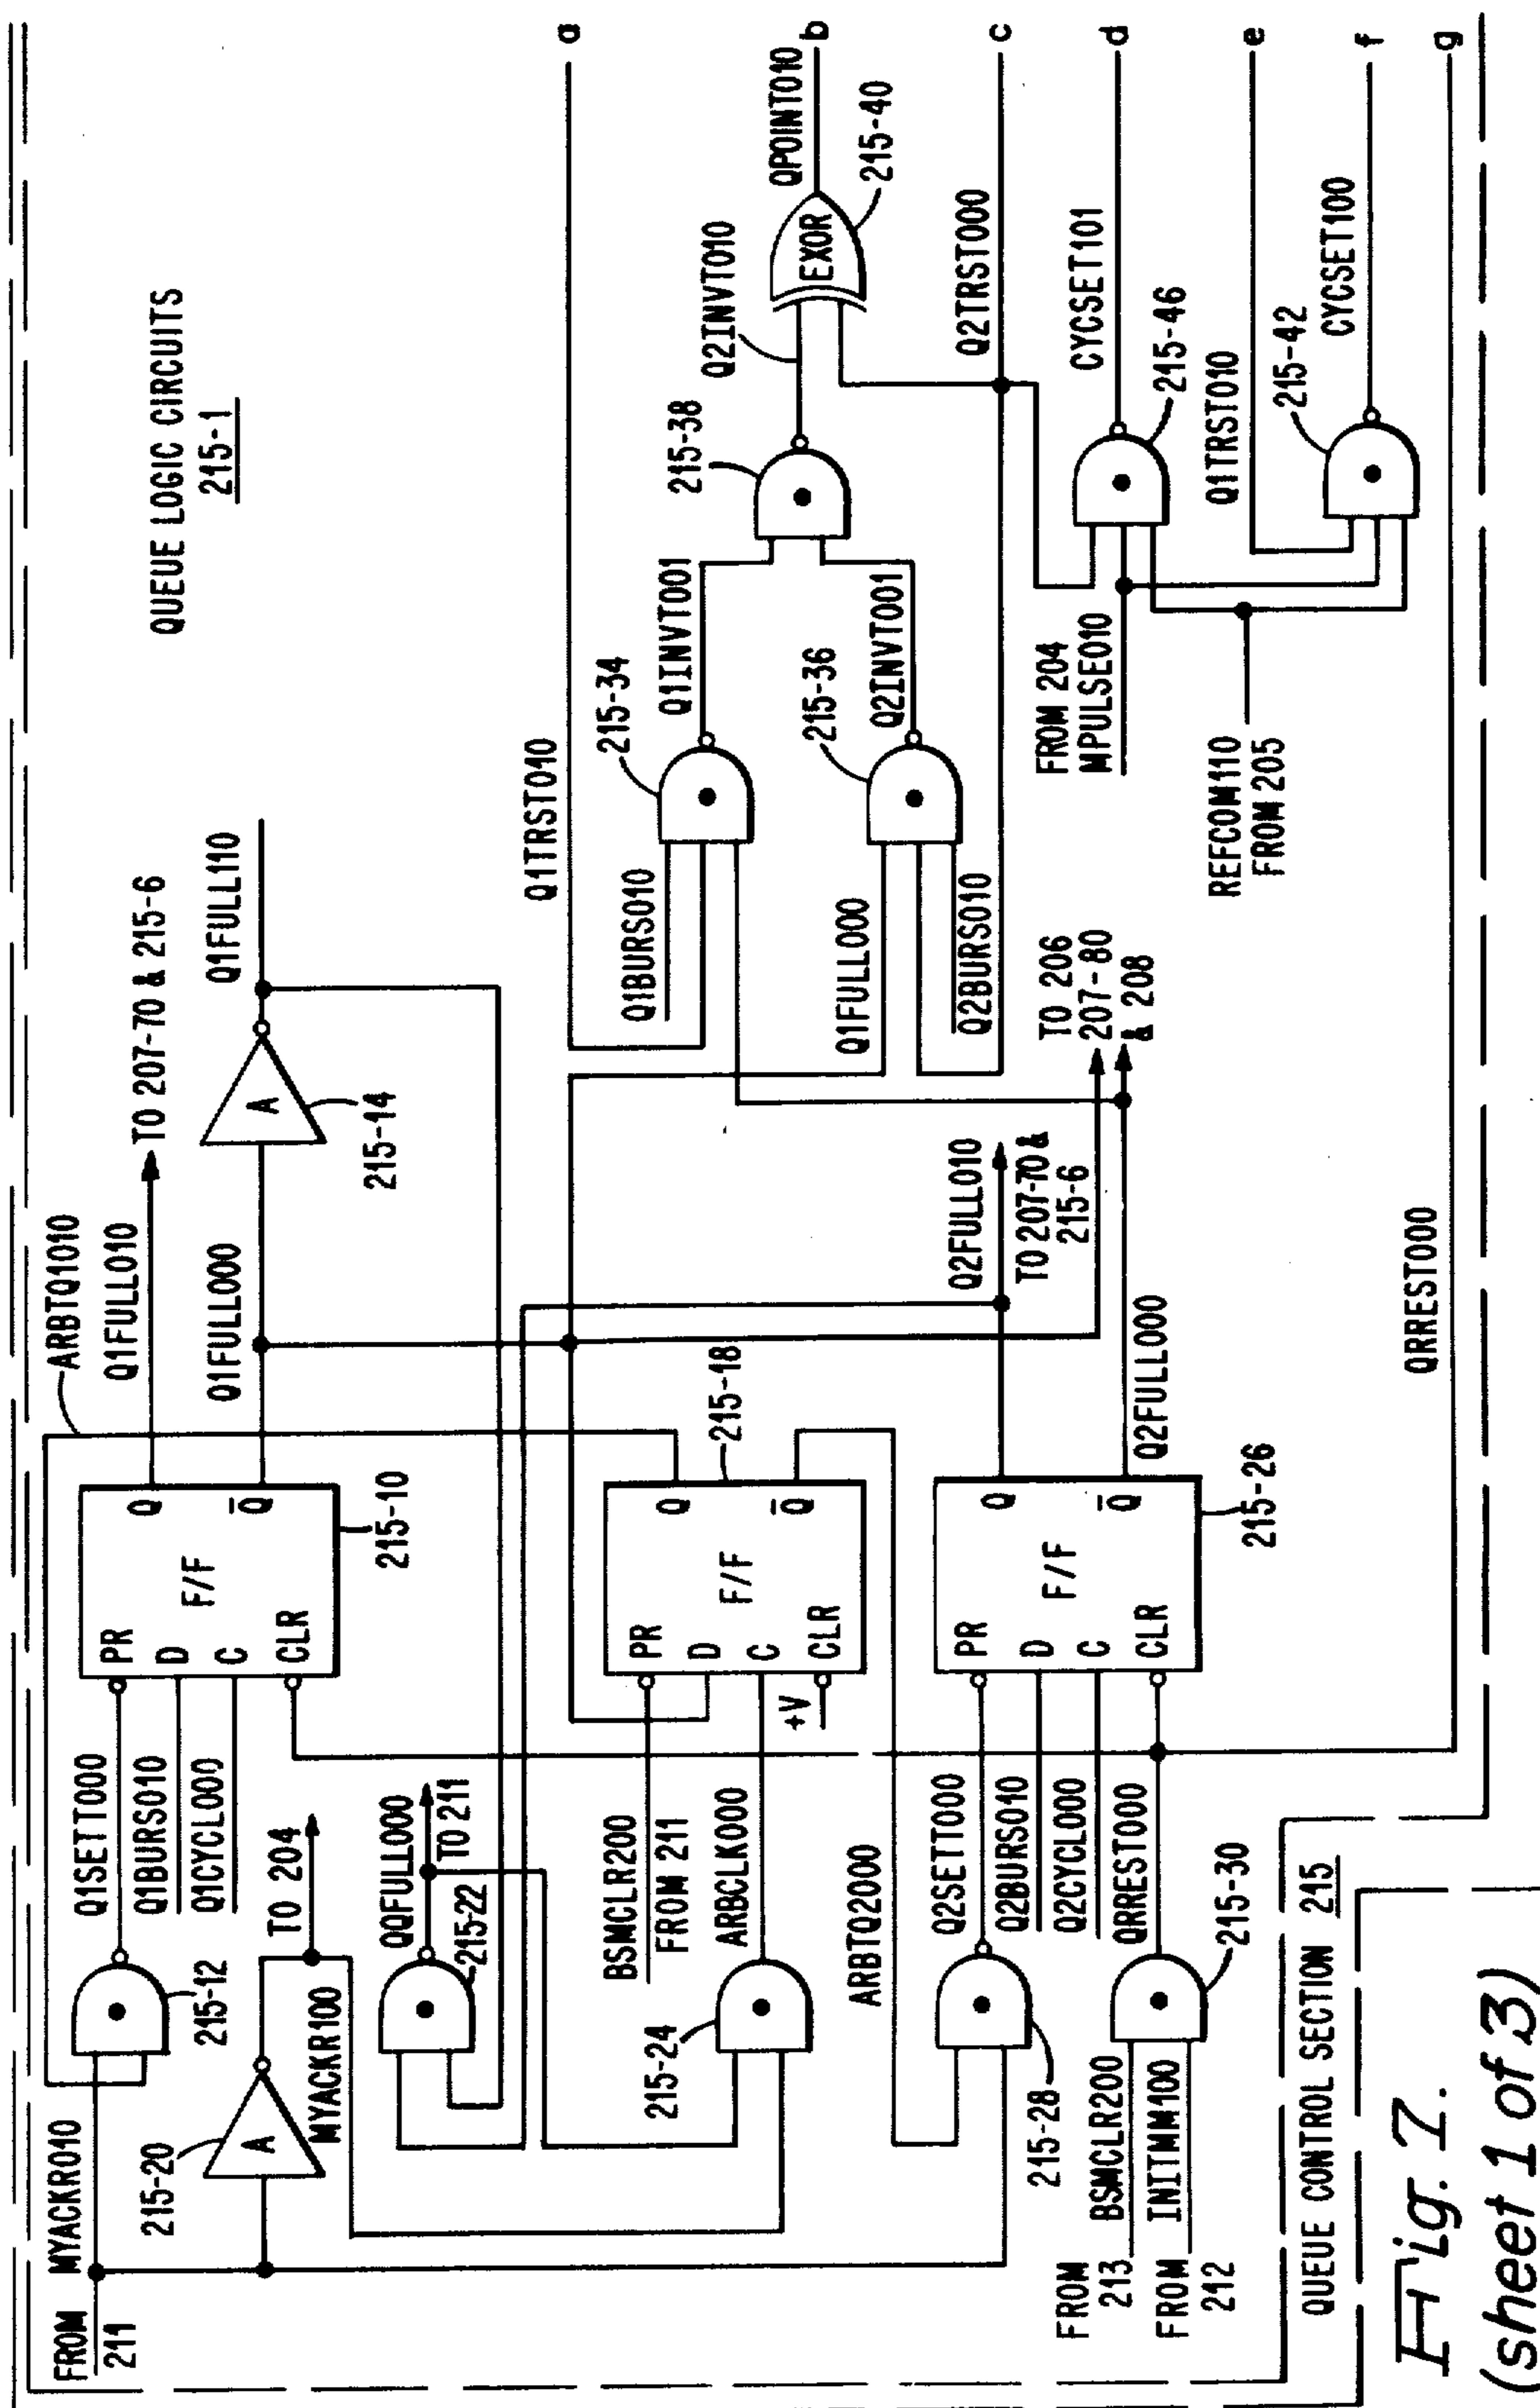 QUEUE LOGIC CIRCUITS
215-1
FROM
211
MYACKR010
215-20
A
MYACKR100
215-12
TO 204
Q1SETT000
Q1BURS010
Q1CYCL000
PR
D
C
CLR
F/F
Q
Q̅
215-10
ARBTQ1010
Q1FULL010
TO 207-70 & 215-6
Q1FULL000
A
215-14
Q1FULL110
QQFULL000
TO 211
215-22
BSMCLR200
FROM 211
215-24
ARBCLK000
+V
PR
D
C
CLR
F/F
Q
Q̅
215-18
ARBTQ2000
215-28
Q2SETT000
Q2BURS010
Q2CYCL000
QRREST000
FROM
213
BSMCLR200
FROM
212
INITMM100
215-30
PR
D
C
CLR
F/F
Q
Q̅
215-26
Q2FULL010
TO 207-70 &
215-6
Q2FULL000
TO 206
207-80
& 208
QRREST000
Q1TRST010
Q1BURS010
215-34
Q1INVT001
Q1FULL000
Q2BURS010
215-36
Q2INVT001
215-38
Q2INVT010
EXOR
QPOINT010
215-40
Q2TRST000
FROM 204
MPULSE010
CYCSET101
215-46
REFCOM110
FROM 205
Q1TRST010
215-42
CYCSET100
a
b
c
d
e
f
g
QUEUE CONTROL SECTION 215
Fig. 7.
(sheet 1 of 3)